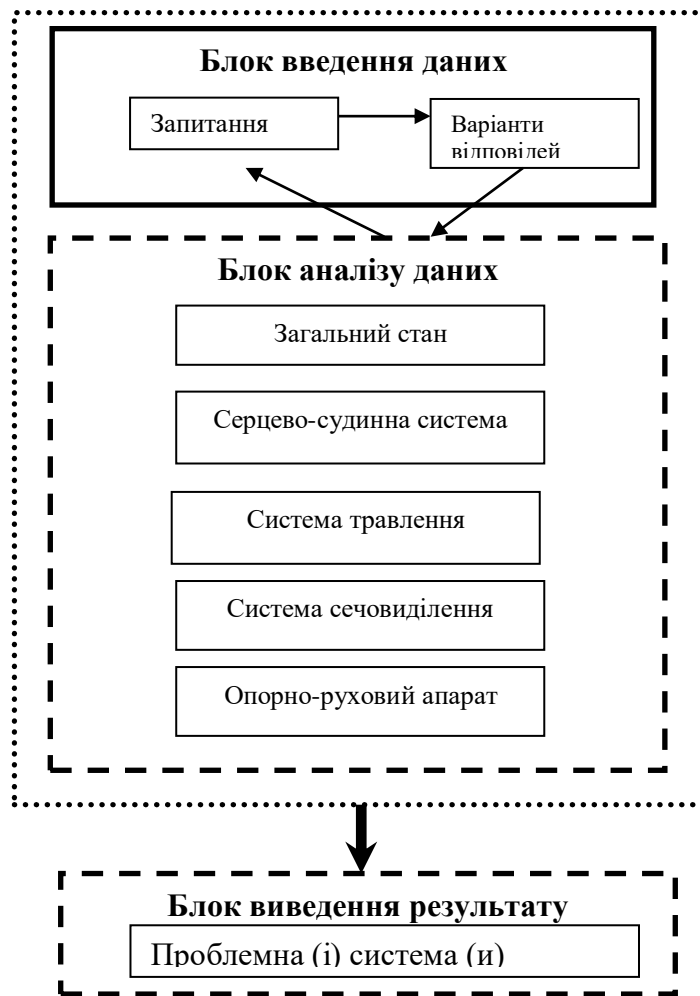 Блок введення даних
Запитання
Варіанти
відповідей
Блок аналізу даних
Загальний стан
Серцево-судинна система
Система травлення
Система сечовиділення
Опорно-руховий апарат
Блок виведення результату
Проблемна (і) система (и)